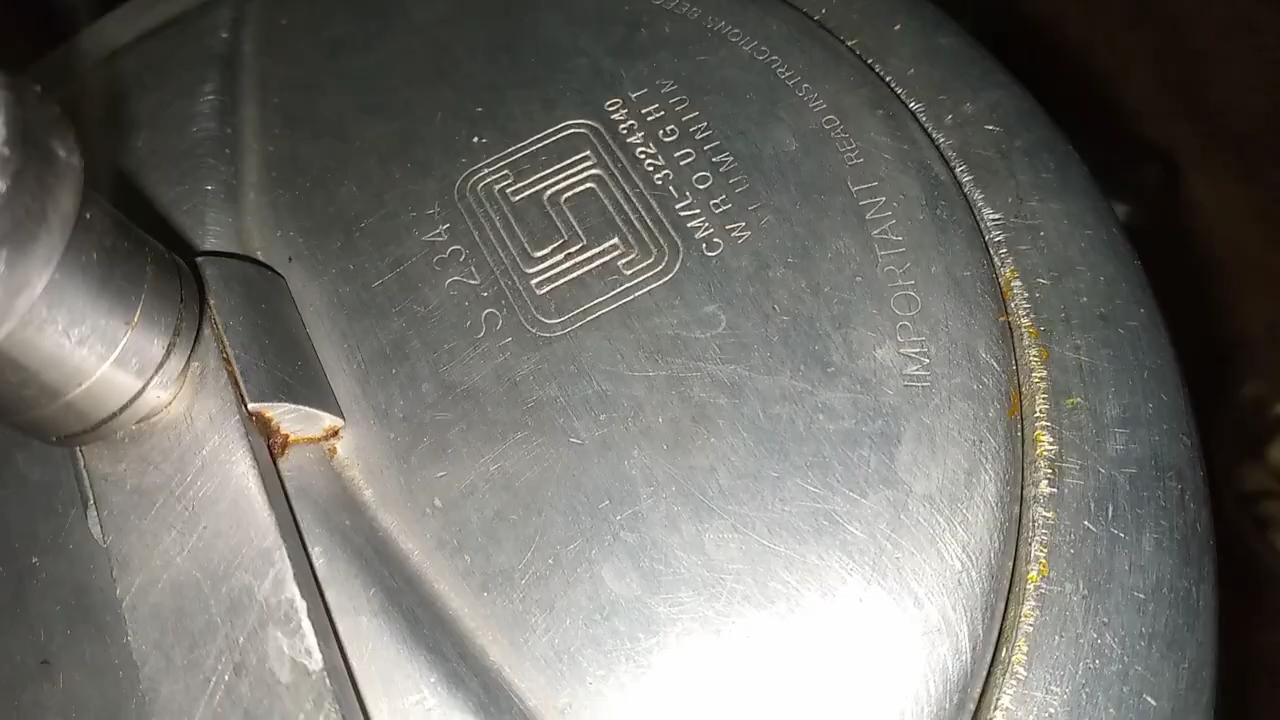 IS:2347
CM/L-3224340
WROUGHT
ALUMINIUM
IMPORTANT READ INSTRUCTIONS